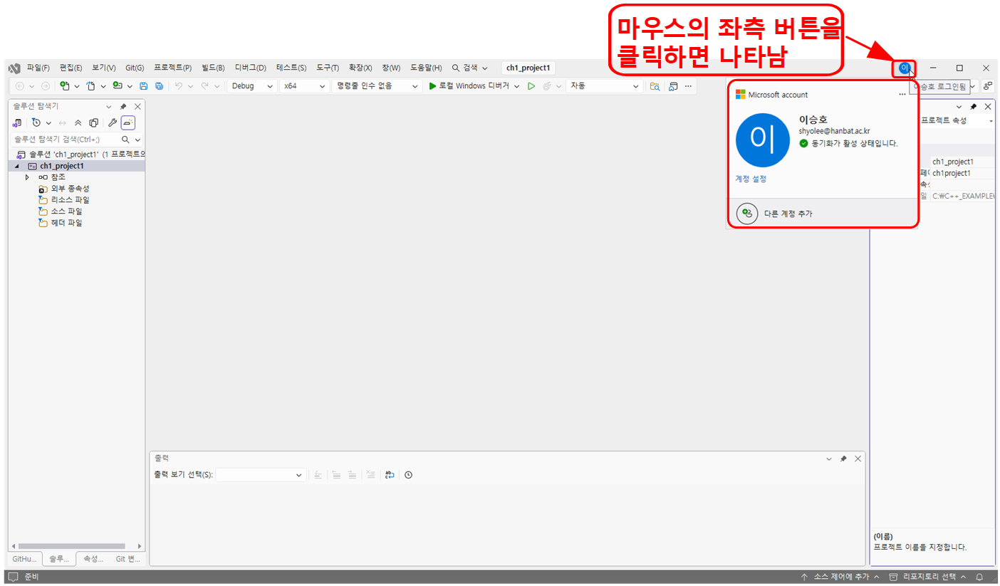 마우스의 좌측 버튼을
클릭하면 나타남
파일(F) 편집(E) 보기(V) Git(G) 프로젝트(P) 빌드(B) 디버그(D) 테스트(S) 도구(T) 확장(X) 창(W) 도움말(H) 검색 ch1_project1 이
Debug x64 명령줄 인수 없음 로컬 Windows 디버거 자동 이승호 로그인됨
솔루션 탐색기
솔루션 탐색기 검색(Ctrl+;)
솔루션 'ch1_project1' (1 프로젝트의
ch1_project1
참조
외부 종속성
리소스 파일
소스 파일
헤더 파일
Microsoft account
이
이승호
shyolee@hanbat.ac.kr
동기화가 활성 상태입니다.
계정 설정
다른 계정 추가
프로젝트 속성
ch1_project1
ch1project1
일 C:₩C++_EXAMPLE₩
출력
출력 보기 선택(S):
(이름)
프로젝트 이름을 지정합니다.
GitHu... 솔루... 속성... Git 변...
준비 소스 제어에 추가 리포지토리 선택